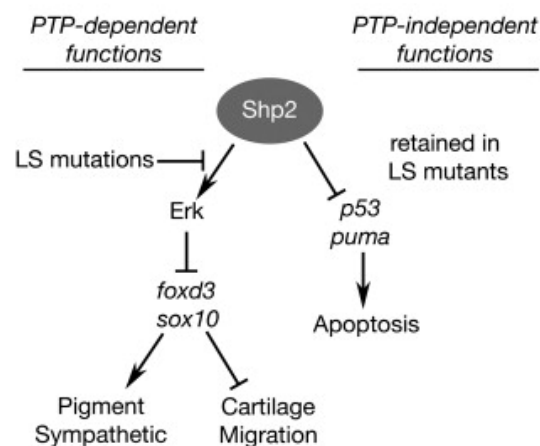 PTP-dependent
functions
PTP-independent
functions
Shp2
LS mutations
retained in
LS mutants
Erk
p53
puma
foxd3
sox10
Apoptosis
Pigment
Sympathetic
Cartilage
Migration